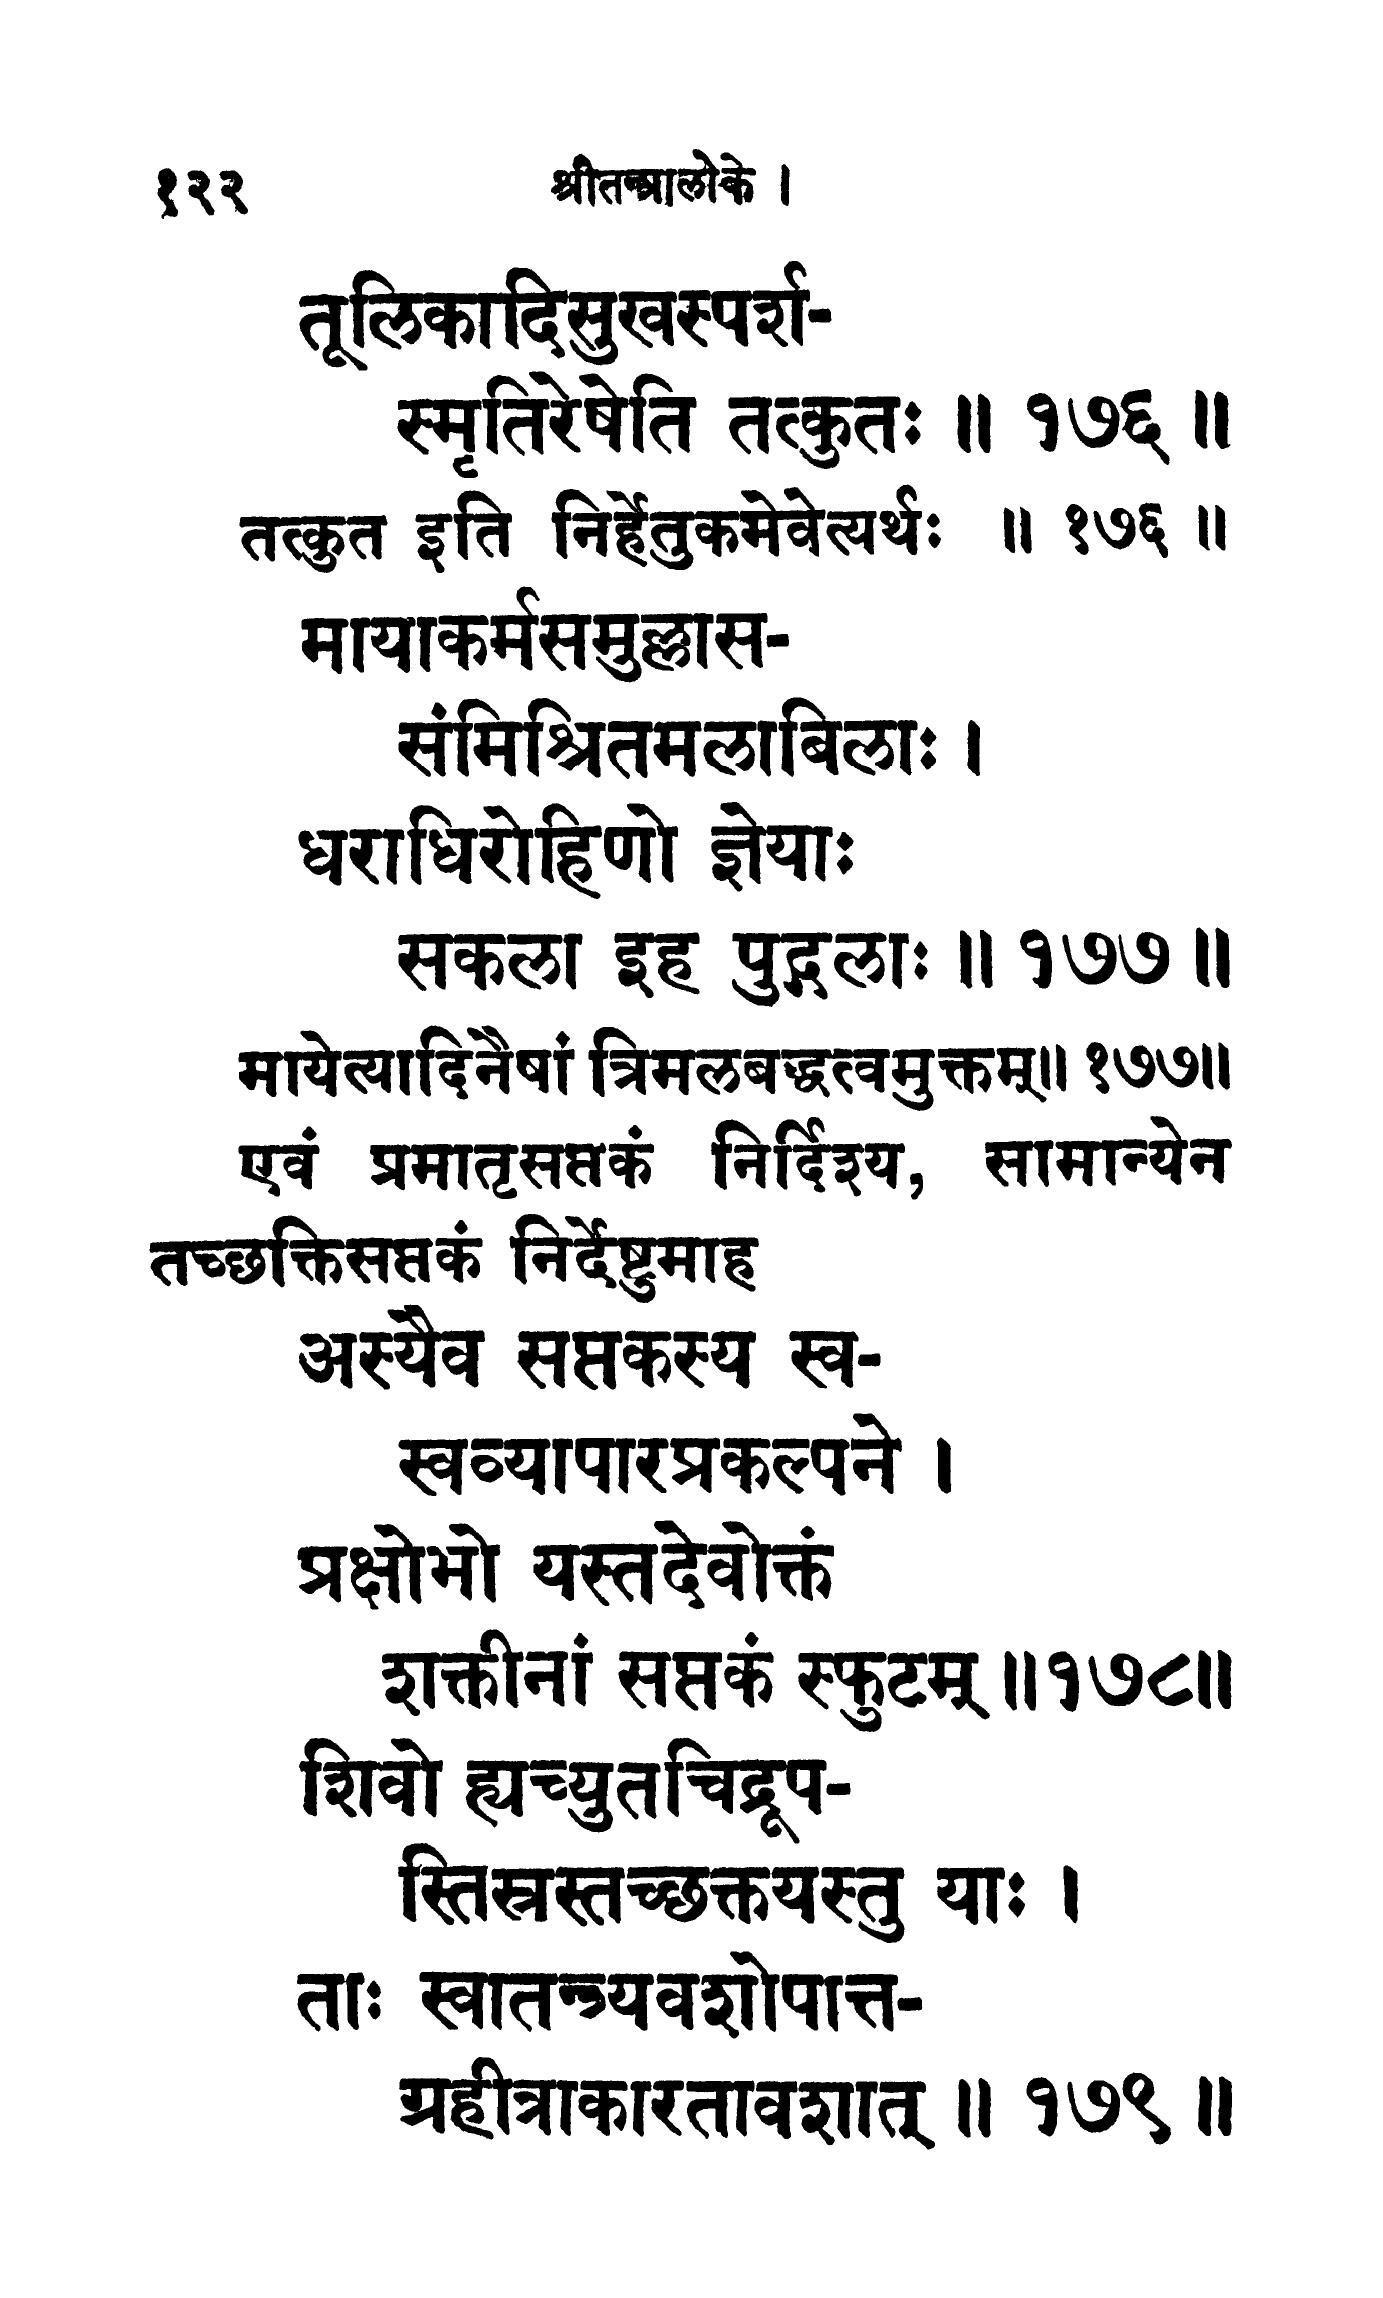 १२२ श्रीतन्त्रालोके ।
तूलिकादिसुखस्पर्श-
स्मृतिरेषेति तत्कुतः ॥ १७६ ॥
तत्कुत इति निर्हेतुकमेवेत्यर्थः ॥ १७६ ॥
मायाकर्मसमुल्लास-
संमिश्रितमलाबिलाः ।
धराधिरोहिणो ज्ञेयाः
सकला इह पुद्गलाः ॥ १७७ ॥
मायेत्यादिनैषां त्रिमलबद्धत्वमुक्तम्॥ १७७॥
एवं प्रमातृसप्तकं निर्दिश्य, सामान्येन
तच्छक्तिसप्तकं निर्देष्टुमाह
अस्यैव सप्तकस्य स्व-
स्वव्यापारप्रकल्पने ।
प्रक्षोभो यस्तदेवोक्तं
शक्तीनां सप्तकं स्फुटम् ॥१७८॥
शिवो ह्यच्युतचिद्रूप-
स्तिस्रस्तच्छक्तयस्तु याः ।
ताः स्वातन्त्र्यवशोपात्त-
ग्रहीत्राकारतावशात् ॥ १७९ ॥